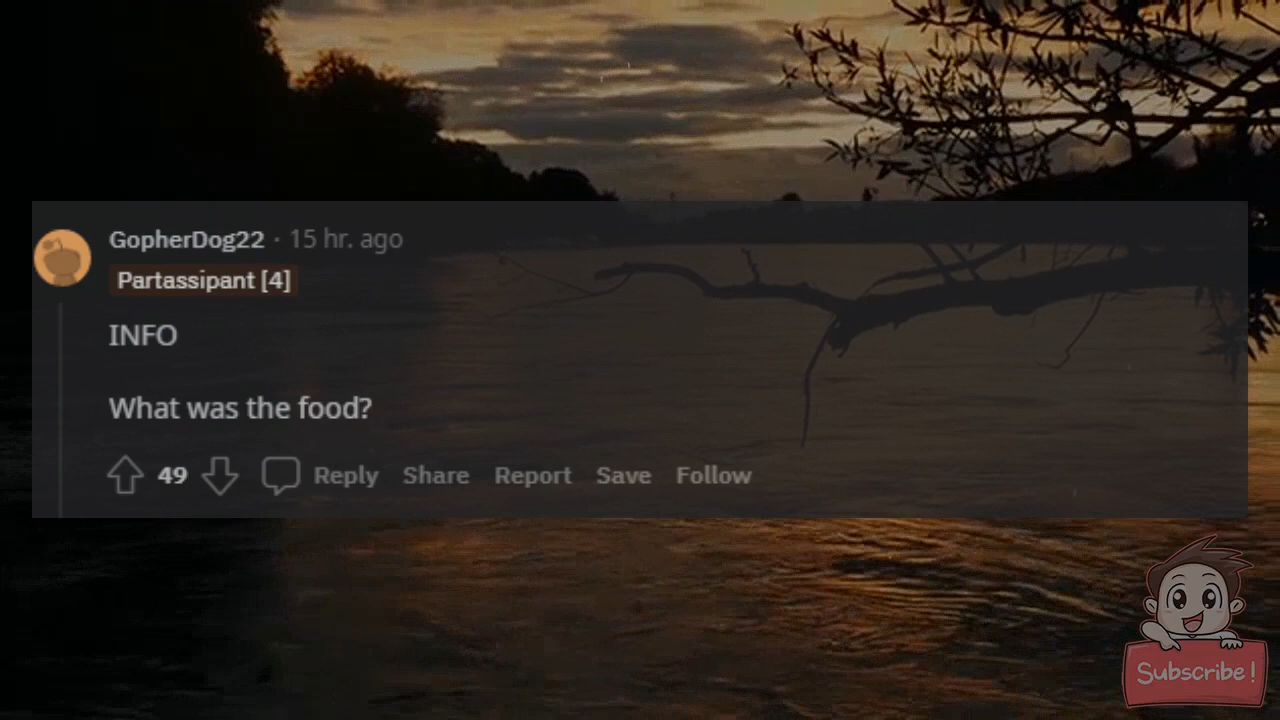 GopherDog22 · 15 hr. ago
Partassipant [4]
INFO
What was the food?
49 Reply Share Report Save Follow
Subscribe!